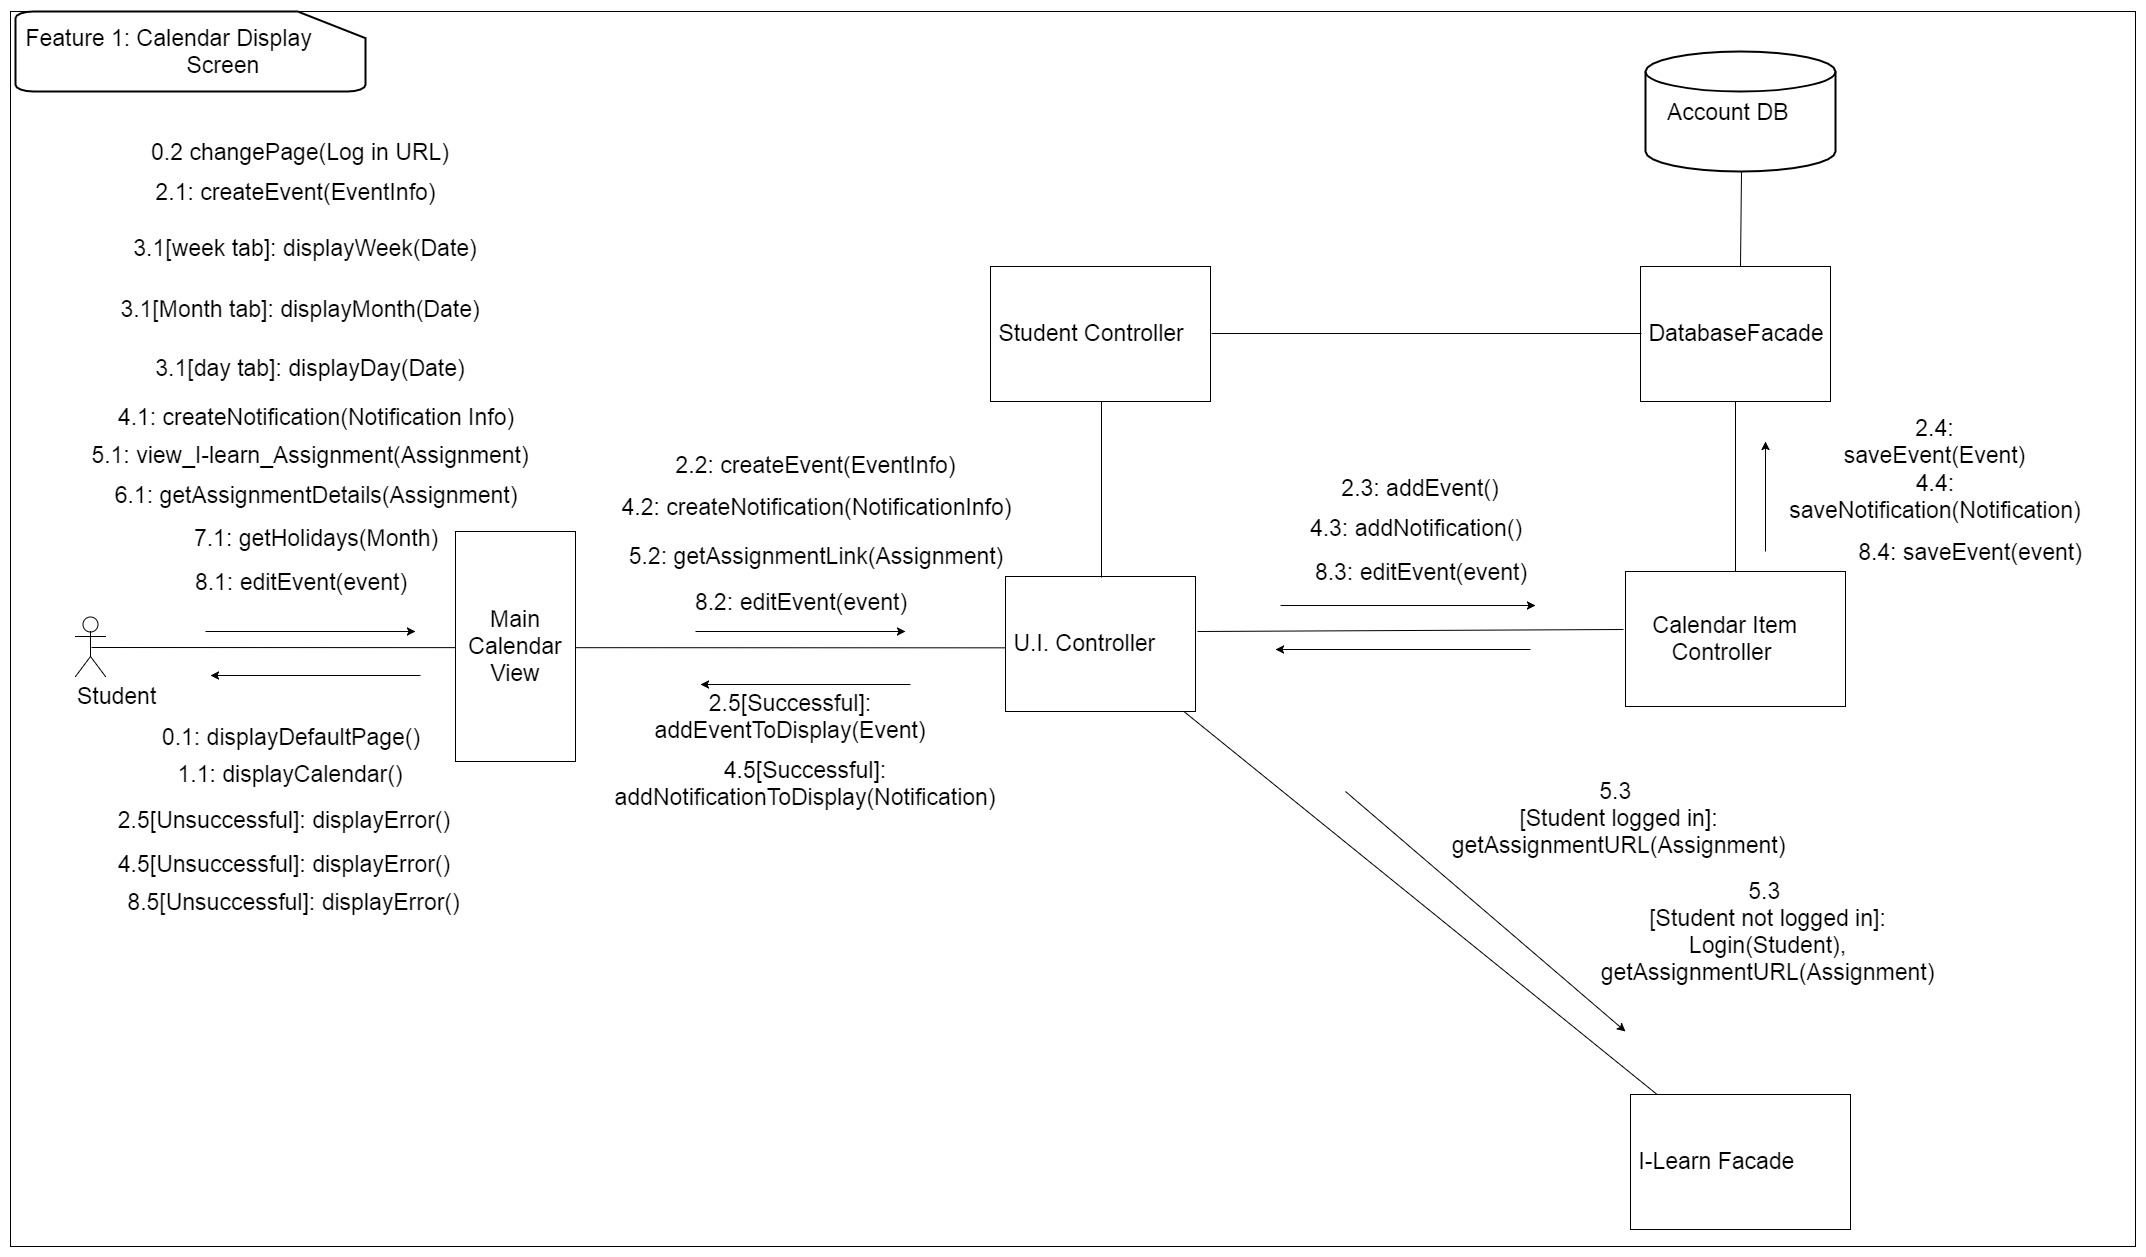 Feature 1: Calendar Display
Screen
Account DB
0.2 changePage(Log in URL)
2.1: createEvent(EventInfo)
3.1[week tab]: displayWeek(Date)
3.1[Month tab]: displayMonth(Date)
3.1[day tab]: displayDay(Date)
4.1: createNotification(Notification Info)
5.1: view_I-learn_Assignment(Assignment)
6.1: getAssignmentDetails(Assignment)
7.1: getHolidays(Month)
8.1: editEvent(event)
Student
Main
Calendar
View
0.1: displayDefaultPage()
1.1: displayCalendar()
2.5[Unsuccessful]: displayError()
4.5[Unsuccessful]: displayError()
8.5[Unsuccessful]: displayError()
2.2: createEvent(EventInfo)
4.2: createNotification(NotificationInfo)
5.2: getAssignmentLink(Assignment)
8.2: editEvent(event)
2.5[Successful]:
addEventToDisplay(Event)
4.5[Successful]:
addNotificationToDisplay(Notification)
Student Controller
DatabaseFacade
U.I. Controller
2.3: addEvent()
4.3: addNotification()
8.3: editEvent(event)
2.4:
saveEvent(Event)
4.4:
saveNotification(Notification)
8.4: saveEvent(event)
Calendar Item
Controller
5.3
[Student logged in]:
getAssignmentURL(Assignment)
5.3
[Student not logged in]:
Login(Student),
getAssignmentURL(Assignment)
I-Learn Facade